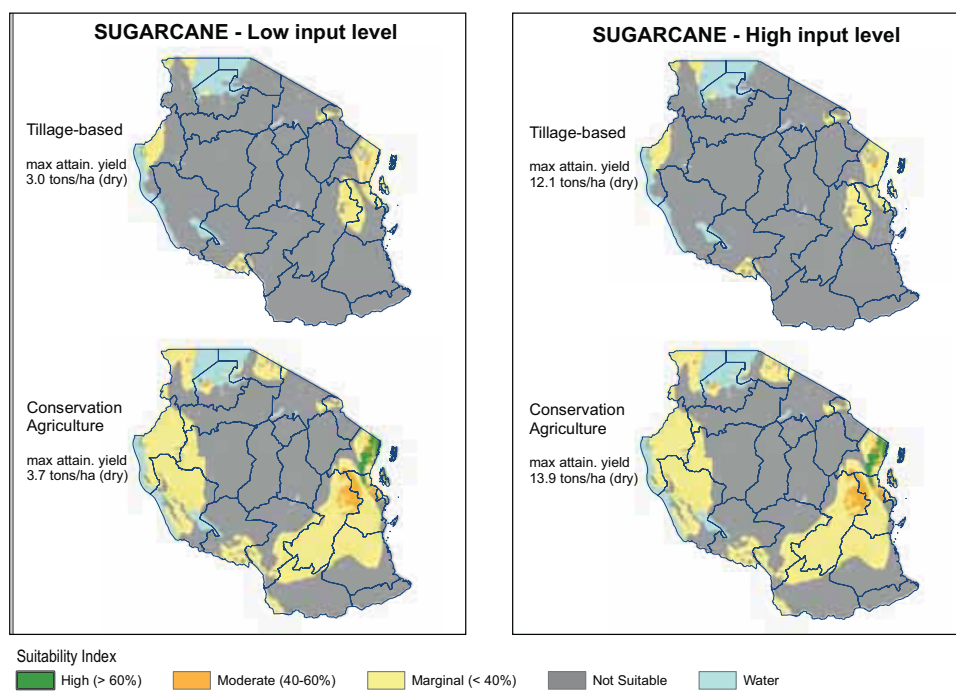 SUGARCANE - Low input level
Tillage-based
max attain. yield
3.0 tons/ha (dry)
Conservation
Agriculture
max attain. yield
3.7 tons/ha (dry)
SUGARCANE - High input level
Tillage-based
max attain. yield
12.1 tons/ha (dry)
Conservation
Agriculture
max attain. yield
13.9 tons/ha (dry)
Suitability Index
High (> 60%)
Moderate (40-60%)
Marginal (< 40%)
Not Suitable
Water